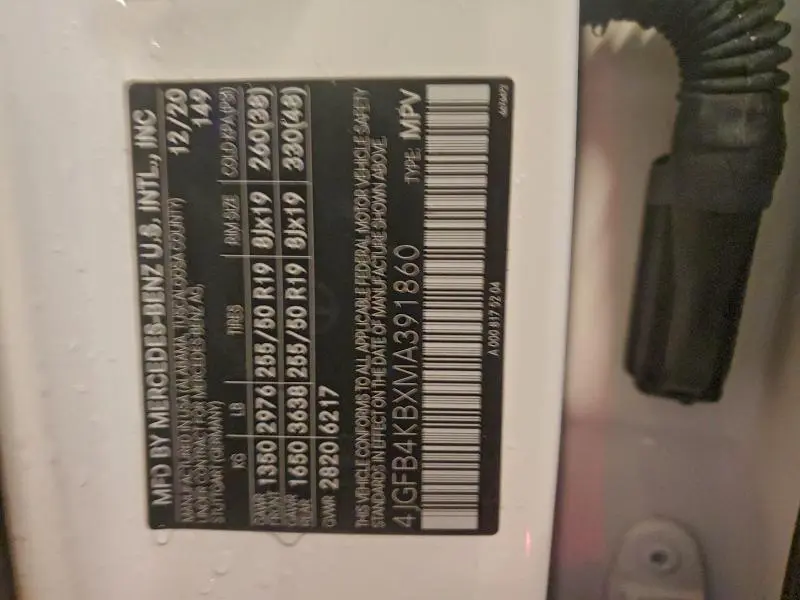 MFD BY MERCEDES-BENZ U.S. INTL., INC
MANUFACTURED IN USA (ALABAMA, TUSCALOOSA COUNTY) 12/20
UNDER CONTRACT FOR MERCEDES-BENZ AG, 149
STUTTGART (GERMANY)
KG LB TIRES RIM SIZE COLD KPA(PSI)
GAWR FRONT 1350 2976 255/50 R19 8Jx19 260(38)
GAWR REAR 1650 3638 255/50 R19 8Jx19 330(48)
GVWR 2820 6217
THIS VEHICLE CONFORMS TO ALL APPLICABLE FEDERAL MOTOR VEHICLE SAFETY
STANDARDS IN EFFECT ON THE DATE OF MANUFACTURE SHOWN ABOVE.
4JGFB4KBXMA391860 TYPE: MPV
A 000 817 52 04